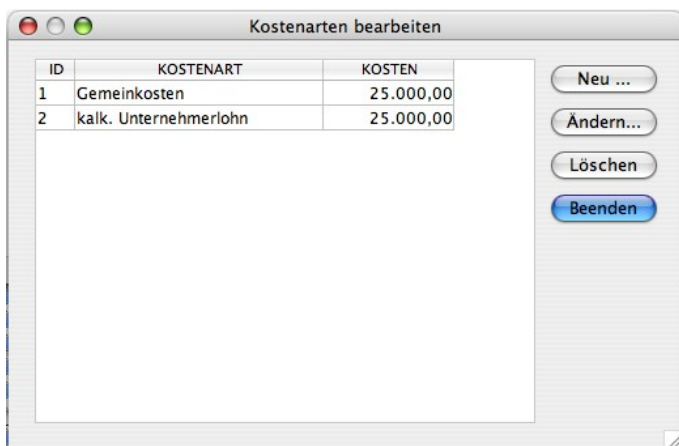 Kostenarten bearbeiten
ID KOSTENART KOSTEN
1 Gemeinkosten 25.000,00
2 kalk. Unternehmerlohn 25.000,00
Neu ...
Ändern...
Löschen
Beenden